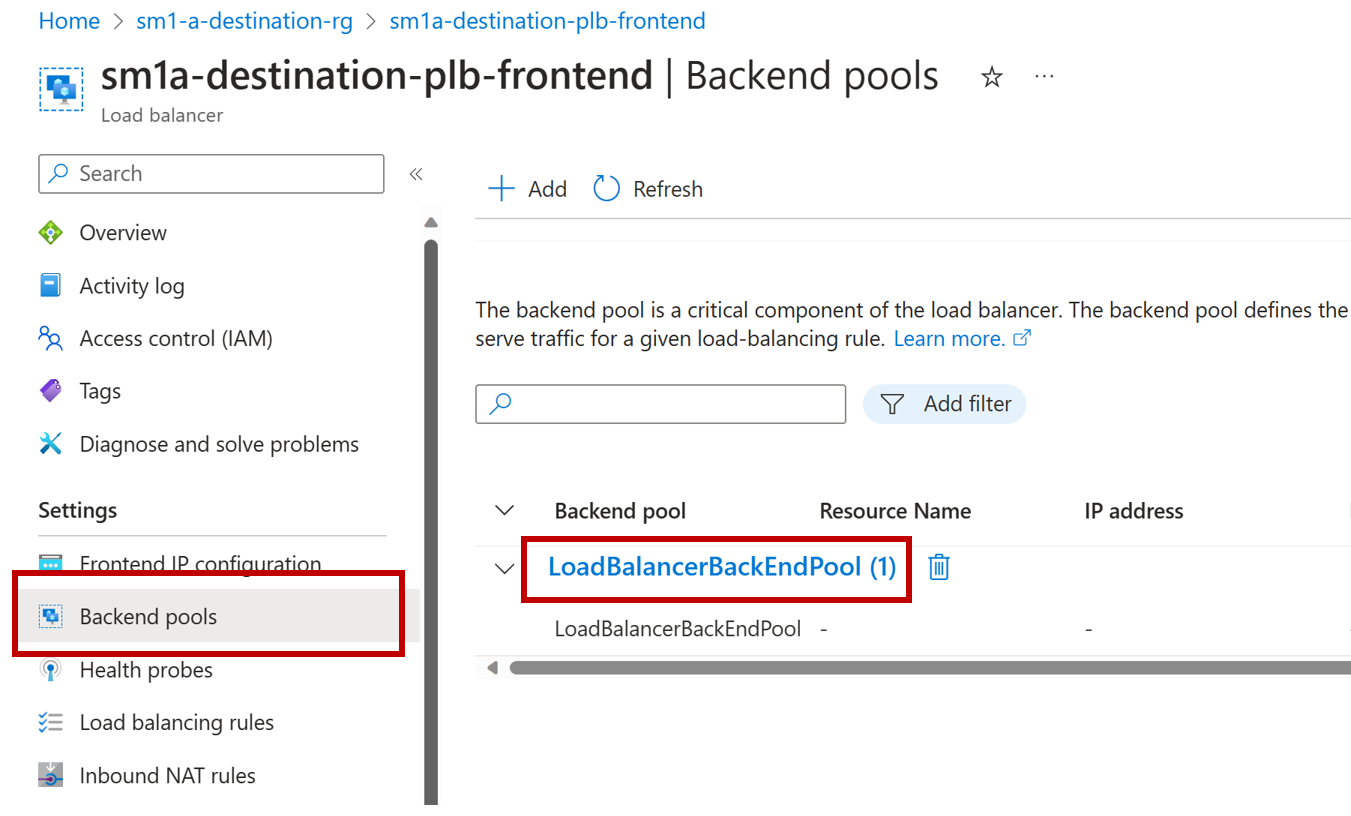 Home > sm1-a-destination-rg > sm1a-destination-plb-frontend
sm1a-destination-plb-frontend | Backend pools
Load balancer
Search
Overview
Activity log
Access control (IAM)
Tags
Diagnose and solve problems
Settings
Frontend IP configuration
Backend pools
Health probes
Load balancing rules
Inbound NAT rules
Add Refresh
The backend pool is a critical component of the load balancer. The backend pool defines the
serve traffic for a given load-balancing rule. Learn more.
Add filter
Backend pool Resource Name IP address
LoadBalancerBackEndPool (1)
LoadBalancerBackEndPool - -